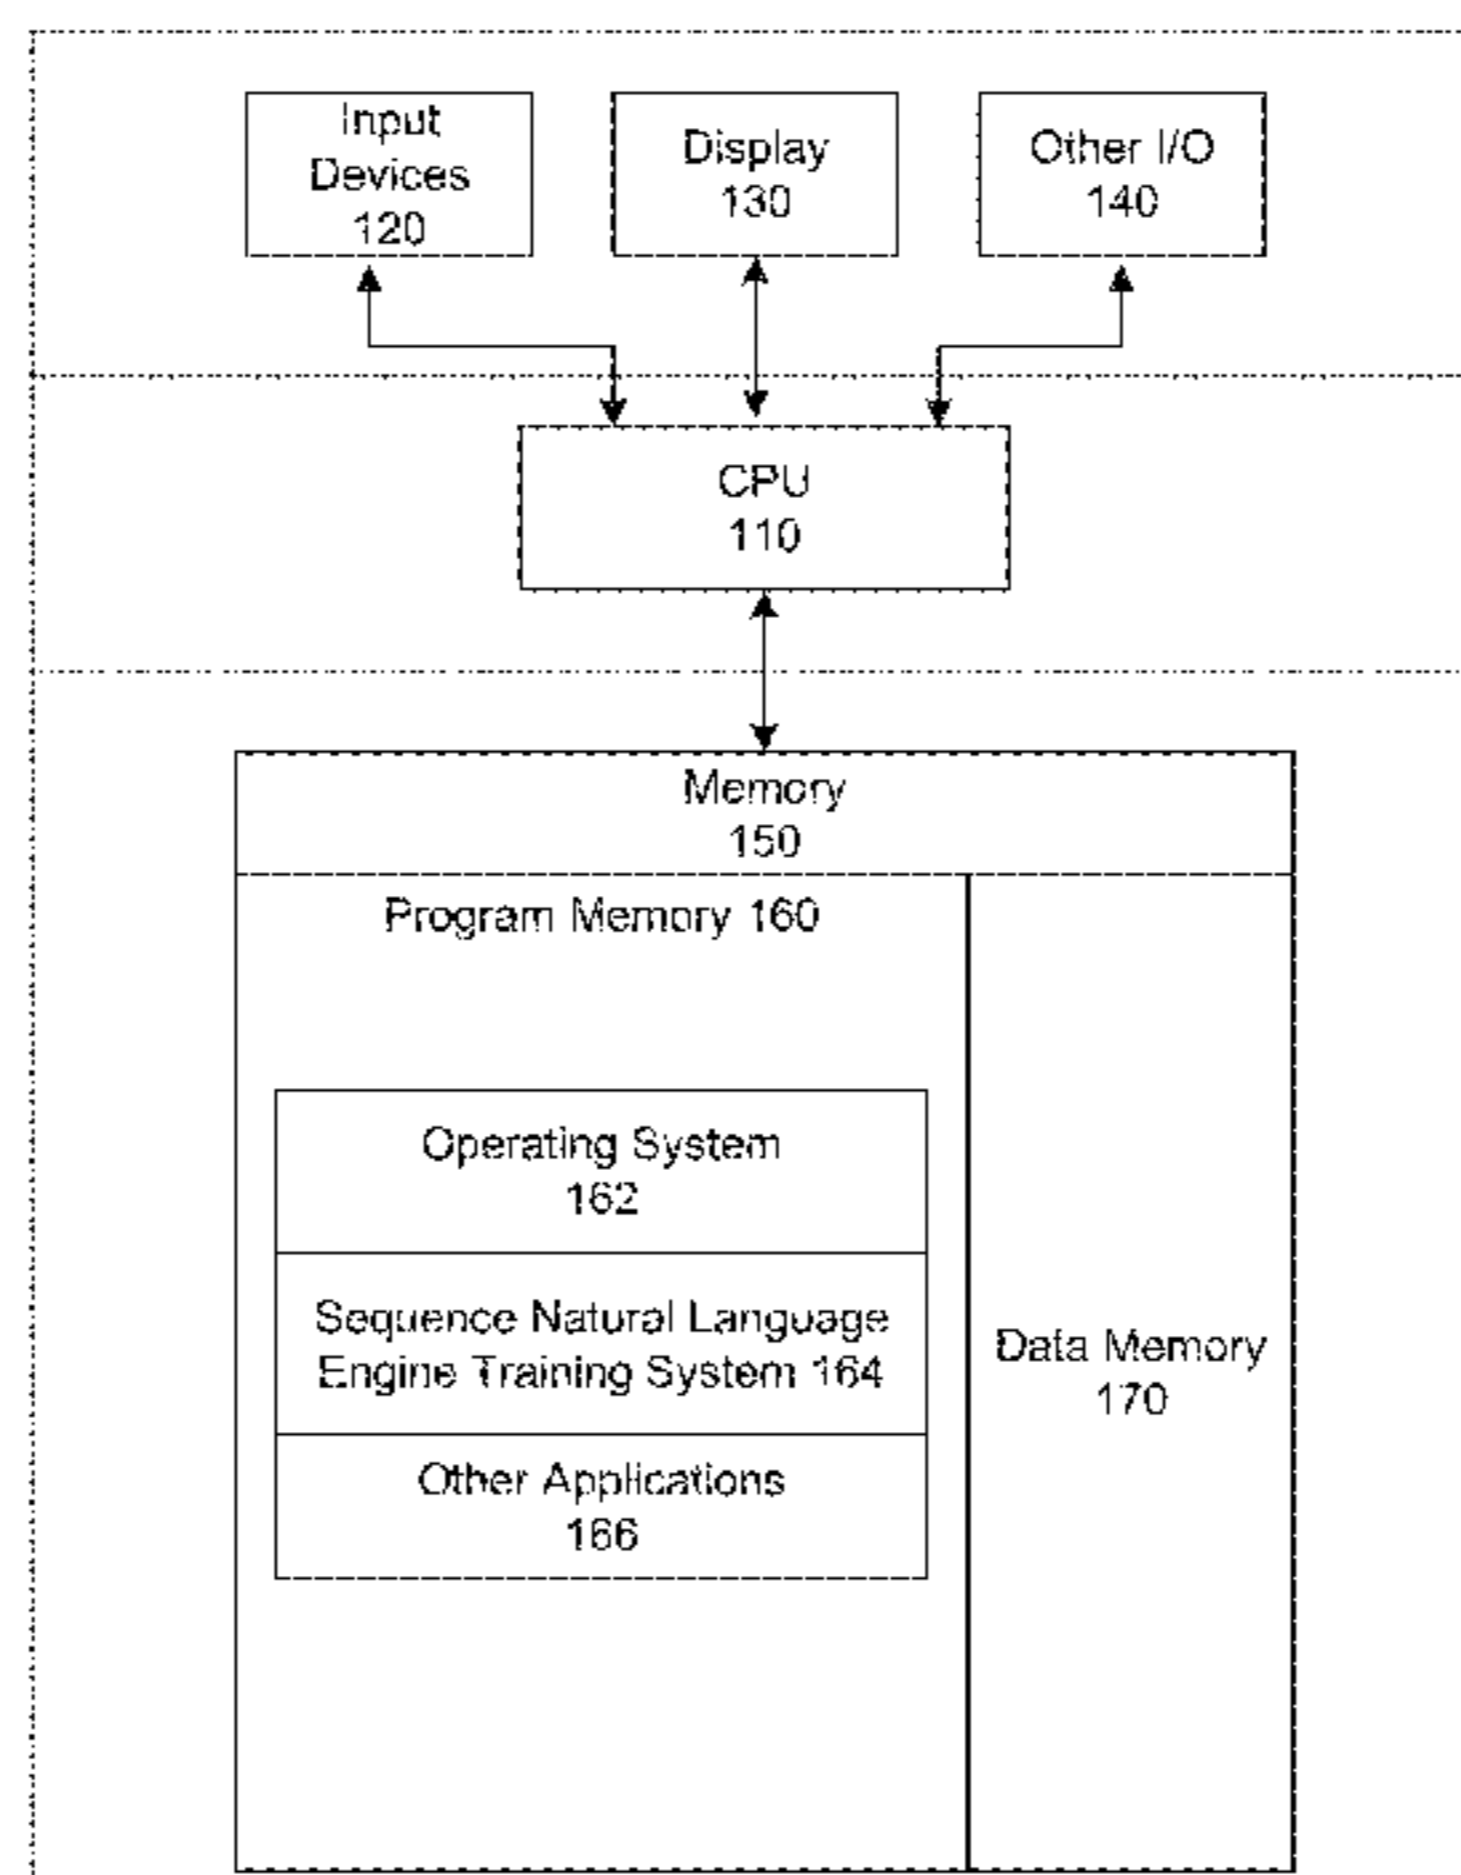 Input
Devices
120
Display
130
Other I/O
140
CPU
110
Memory
150
Program Memory 160
Operating System
162
Sequence Natural Language
Engine Training System 164
Other Applications
166
Data Memory
170